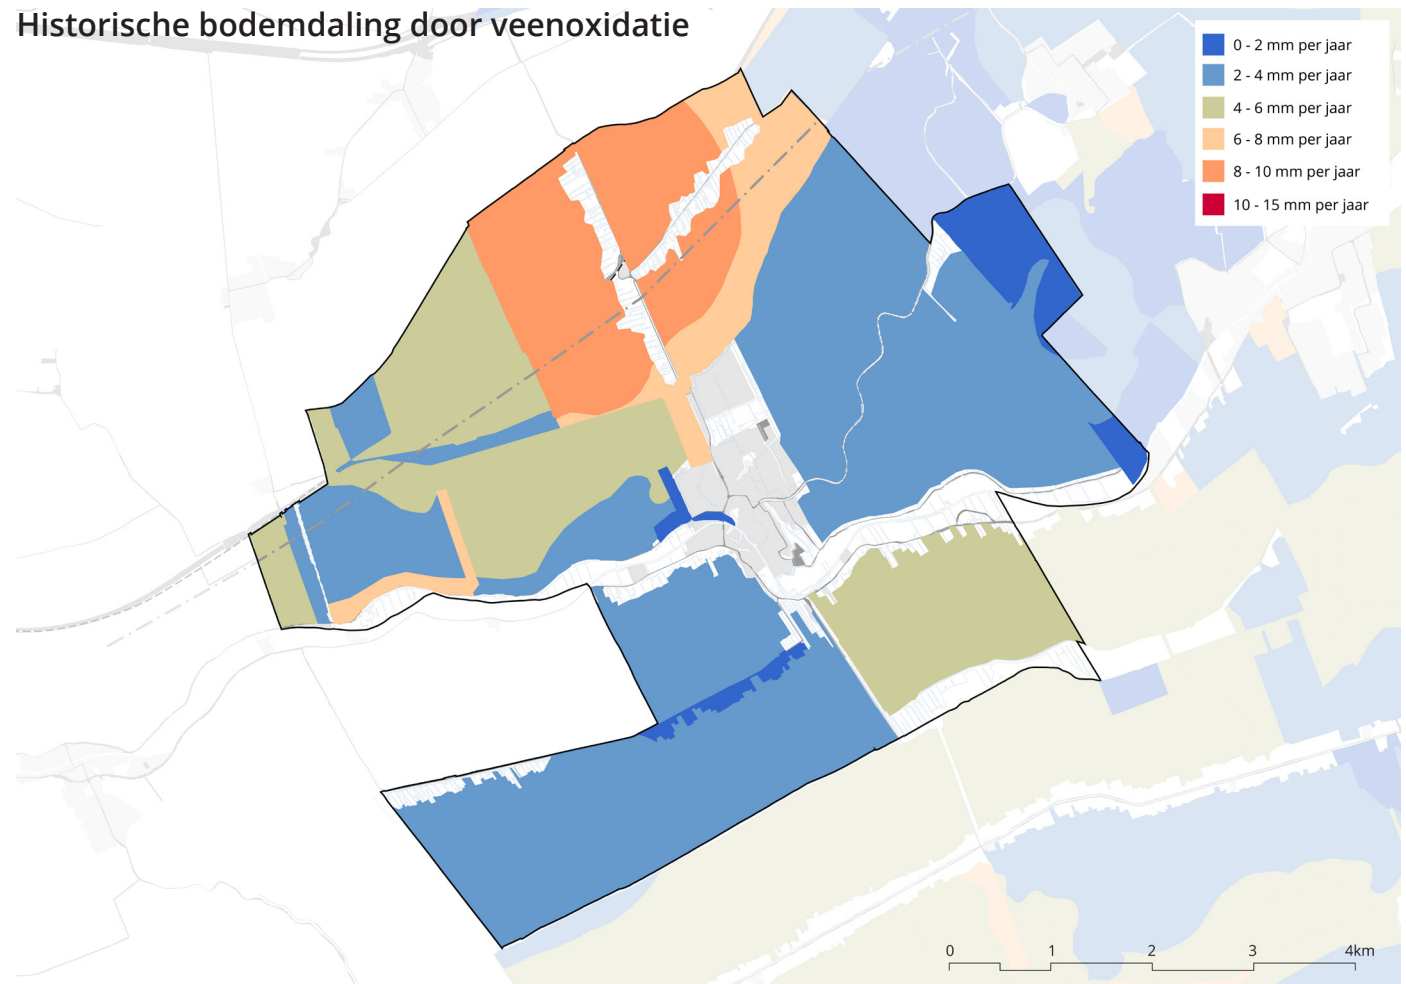 Historische bodemdaling door veenoxidatie
0 - 2 mm per jaar
2 - 4 mm per jaar
4 - 6 mm per jaar
6 - 8 mm per jaar
8 - 10 mm per jaar
10 - 15 mm per jaar
0 1 2 3 4km